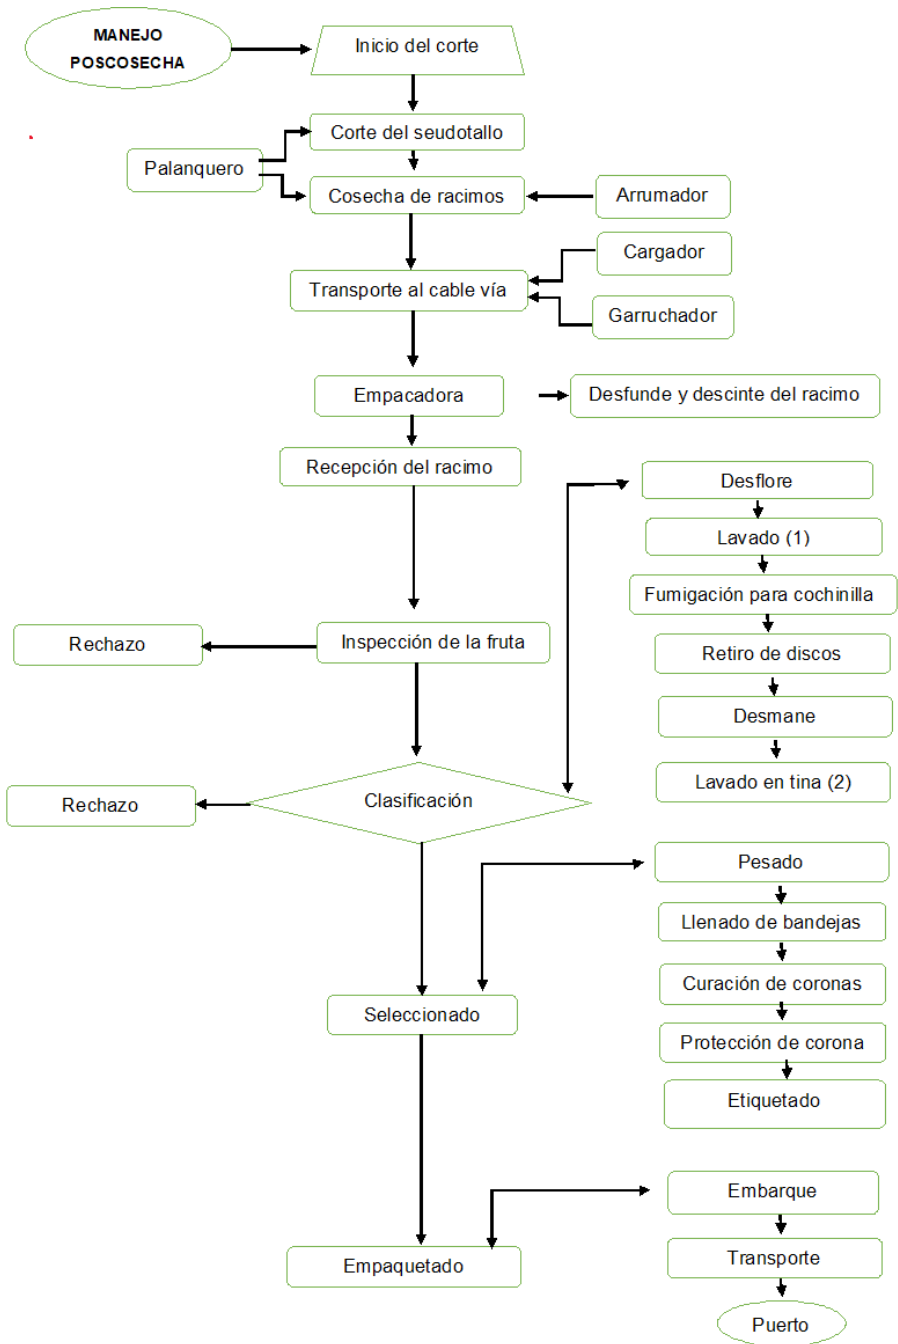 MANEJO
POSCOSECHA
Inicio del corte
Corte del seudotallo
Palanquero
Cosecha de racimos
Arrumador
Cargador
Transporte al cable vía
Garruchador
Empacadora
Desfunde y descinte del racimo
Recepción del racimo
Desflore
Lavado (1)
Fumigación para cochinilla
Rechazo
Inspección de la fruta
Retiro de discos
Desmane
Lavado en tina (2)
Rechazo
Clasificación
Pesado
Llenado de bandejas
Curación de coronas
Seleccionado
Protección de corona
Etiquetado
Embarque
Empaquetado
Transporte
Puerto